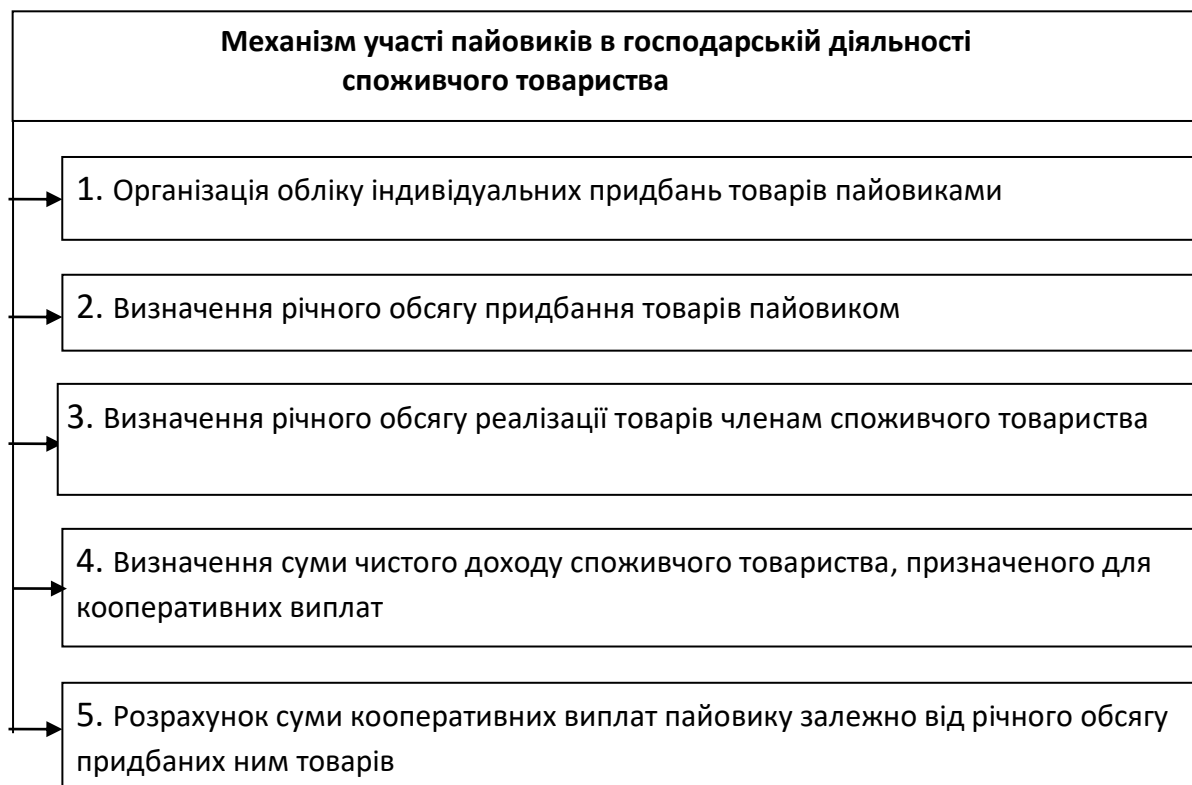 Механізм участі пайовиків в господарській діяльності
споживчого товариства
1. Організація обліку індивідуальних придбань товарів пайовиками
2. Визначення річного обсягу придбання товарів пайовиком
3. Визначення річного обсягу реалізації товарів членам споживчого товариства
4. Визначення суми чистого доходу споживчого товариства, призначеного для
кооперативних виплат
5. Розрахунок суми кооперативних виплат пайовику залежно від річного обсягу
придбаних ним товарів